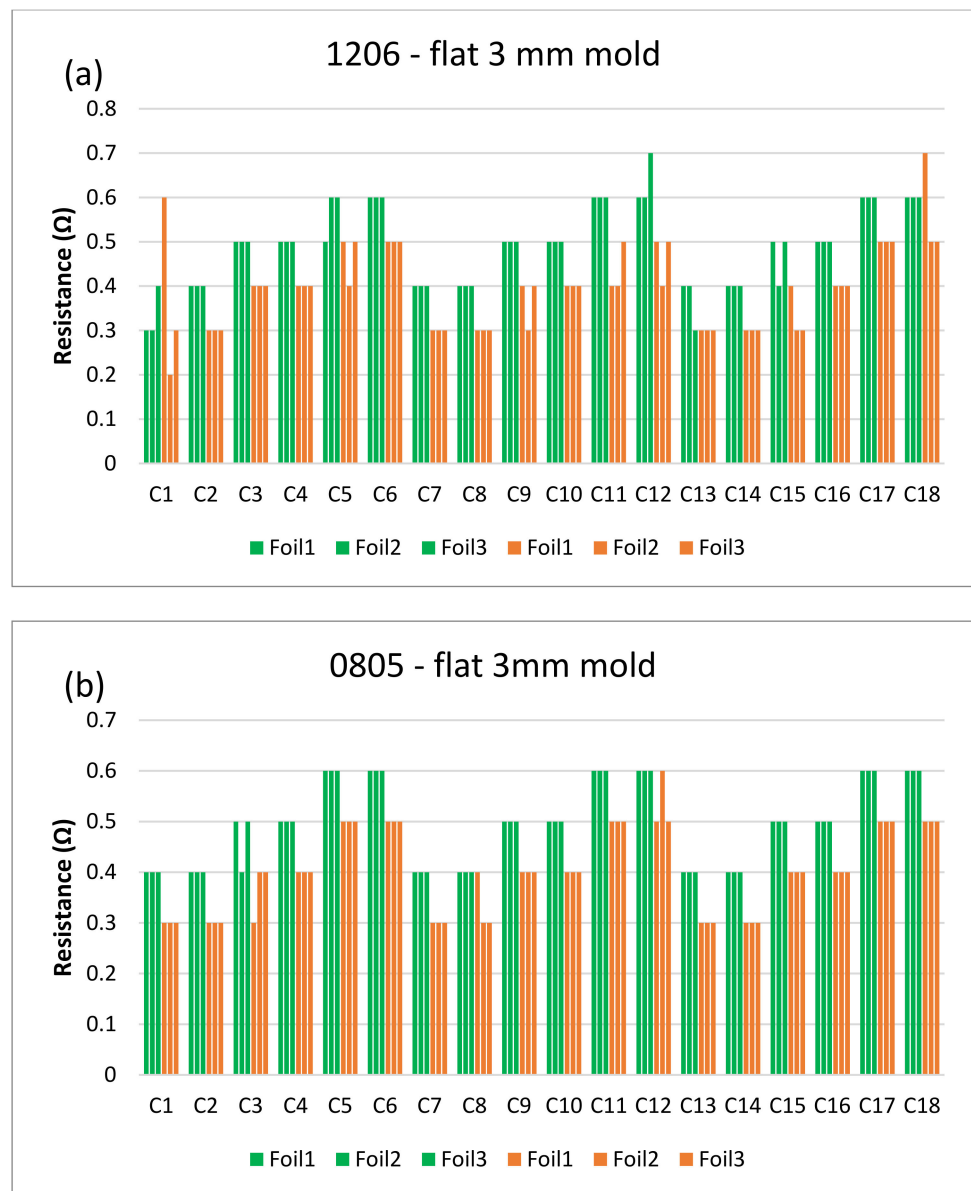 1206 - flat 3 mm mold
(a)
0.8
0.7
0.6
0.5
0.4
0.3
0.2
0.1
0
Resistance (Ω)
C1 C2 C3 C4 C5 C6 C7 C8 C9 C10 C11 C12 C13 C14 C15 C16 C17 C18
Foil1 Foil2 Foil3 Foil1 Foil2 Foil3
0805 - flat 3mm mold
(b)
0.7
0.6
0.5
0.4
0.3
0.2
0.1
0
Resistance (Ω)
C1 C2 C3 C4 C5 C6 C7 C8 C9 C10 C11 C12 C13 C14 C15 C16 C17 C18
Foil1 Foil2 Foil3 Foil1 Foil2 Foil3